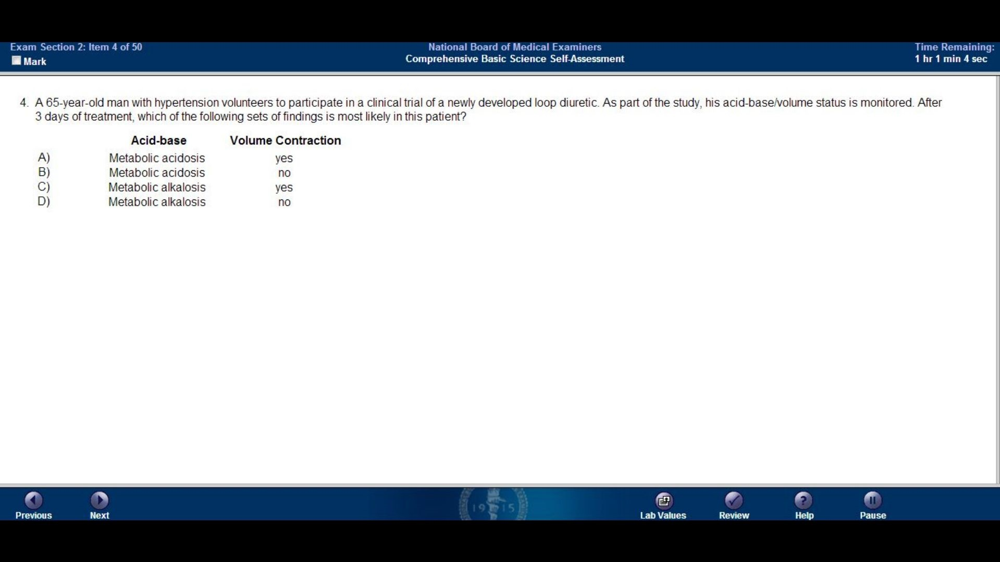 Exam Section 2: Item 4 of 50
Mark
National Board of Medical Examiners
Comprehensive Basic Science Self-Assessment
Time Remaining:
1 hr 1 min 4 sec
4. A 65-year-old man with hypertension volunteers to participate in a clinical trial of a newly developed loop diuretic. As part of the study, his acid-base/volume status is monitored. After
3 days of treatment, which of the following sets of findings is most likely in this patient?
Acid-base Volume Contraction
A) Metabolic acidosis yes
B) Metabolic acidosis no
C) Metabolic alkalosis yes
D) Metabolic alkalosis no
1915
Previous Next Lab Values Review Help Pause